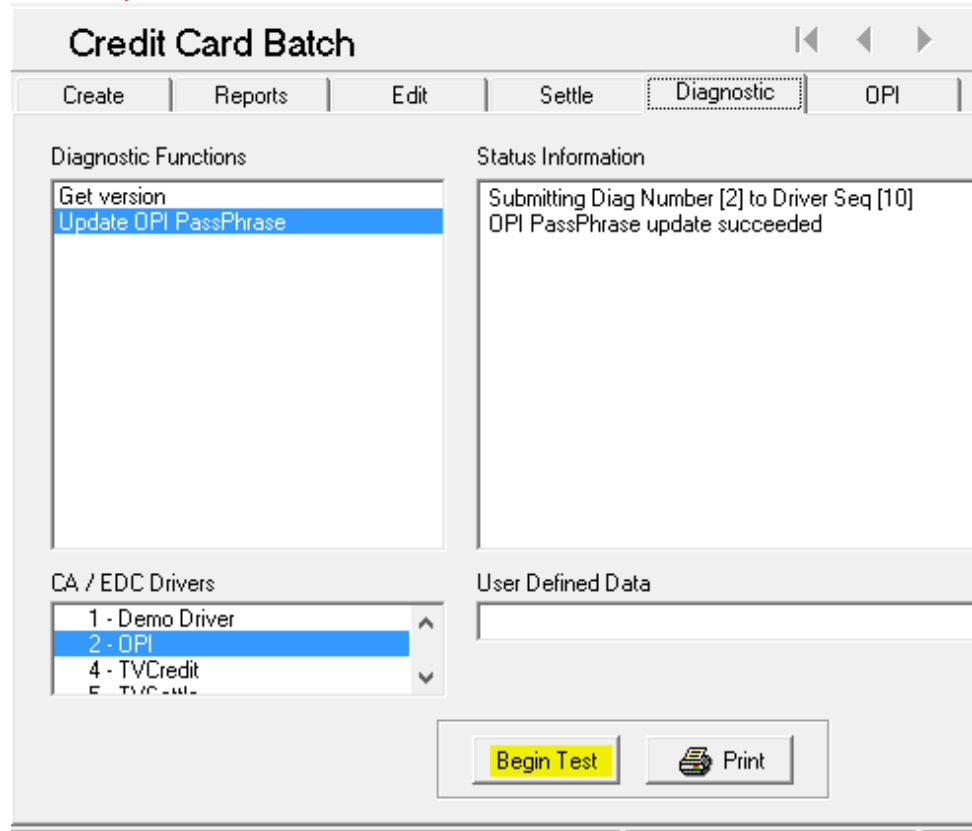 Credit Card Batch
Create Reports Edit Settle Diagnostic OPI
Diagnostic Functions
Get version
Update OPI PassPhrase
Status Information
Submitting Diag Number [2] to Driver Seq [10]
OPI PassPhrase update succeeded
CA / EDC Drivers
1 - Demo Driver
2 - OPI
4 - TVCredit
User Defined Data
Begin Test Print